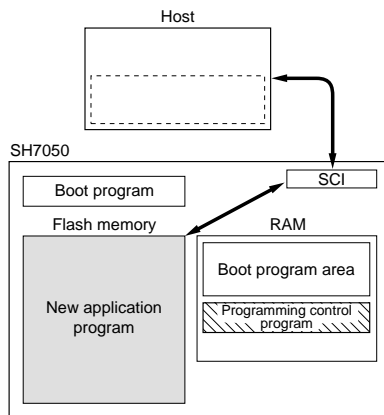 Host
SH7050
SCI
Boot program
Flash memory
RAM
Boot program area
New application
program
Programming control
program